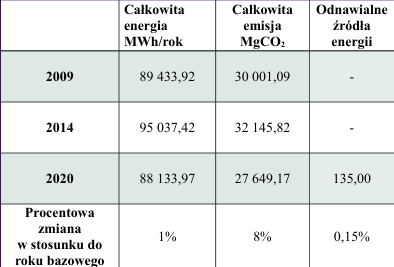 Całkowita energia MWh/rok
Całkowita emisja MgCO₂
Odnawialne źródła energii
2009 89 433,92 30 001,09 -
2014 95 037,42 32 145,82 -
2020 88 133,97 27 649,17 135,00
Procentowa zmiana w stosunku do roku bazowego 1% 8% 0,15%